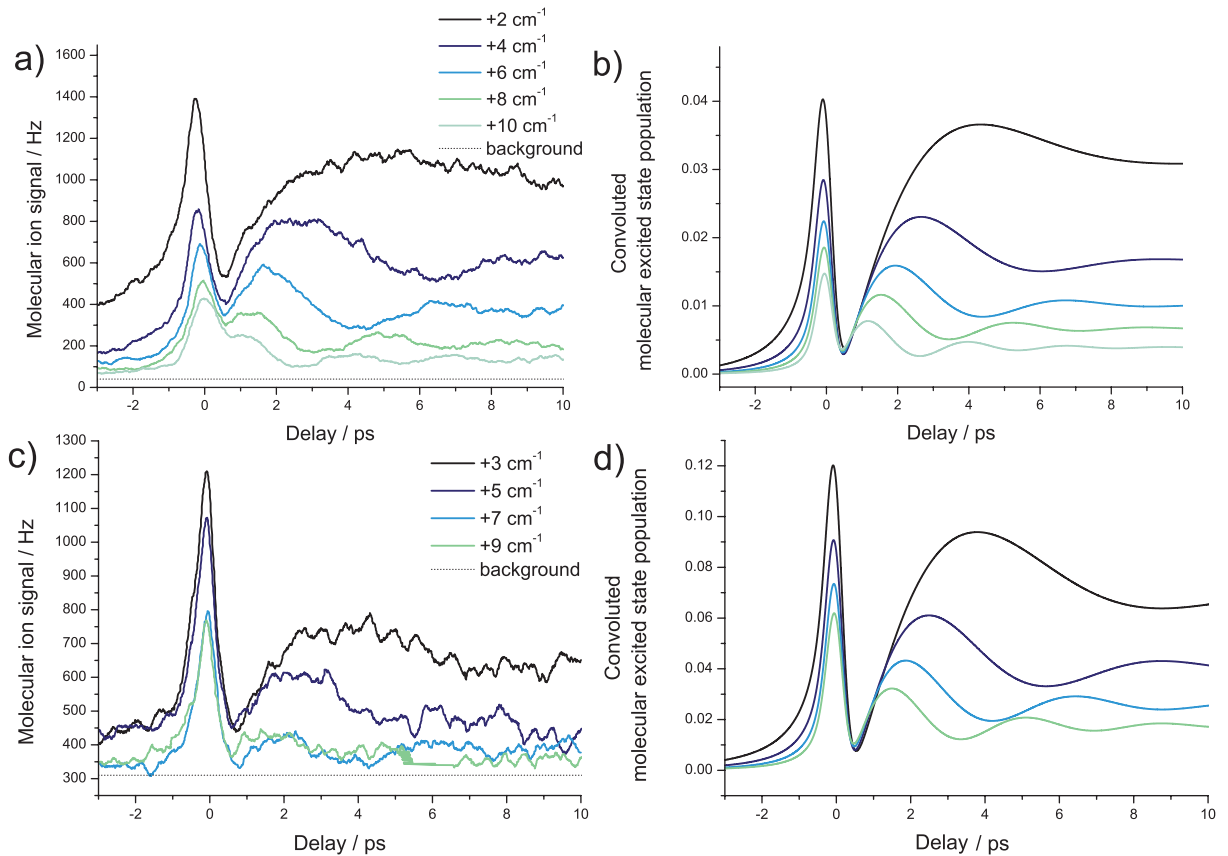 a)
+2 cm⁻¹
+4 cm⁻¹
+6 cm⁻¹
+8 cm⁻¹
+10 cm⁻¹
background
1600
1400
1200
1000
800
600
400
200
0
Molecular ion signal / Hz
-2 0 2 4 6 8 10
Delay / ps
b)
0.04
0.03
0.02
0.01
0.00
Convoluted
molecular excited state population
-2 0 2 4 6 8 10
Delay / ps
c)
+3 cm⁻¹
+5 cm⁻¹
+7 cm⁻¹
+9 cm⁻¹
background
1300
1200
1100
1000
900
800
700
600
500
400
300
Molecular ion signal / Hz
-2 0 2 4 6 8 10
Delay / ps
d)
0.12
0.10
0.08
0.06
0.04
0.02
0.00
Convoluted
molecular excited state population
-2 0 2 4 6 8 10
Delay / ps